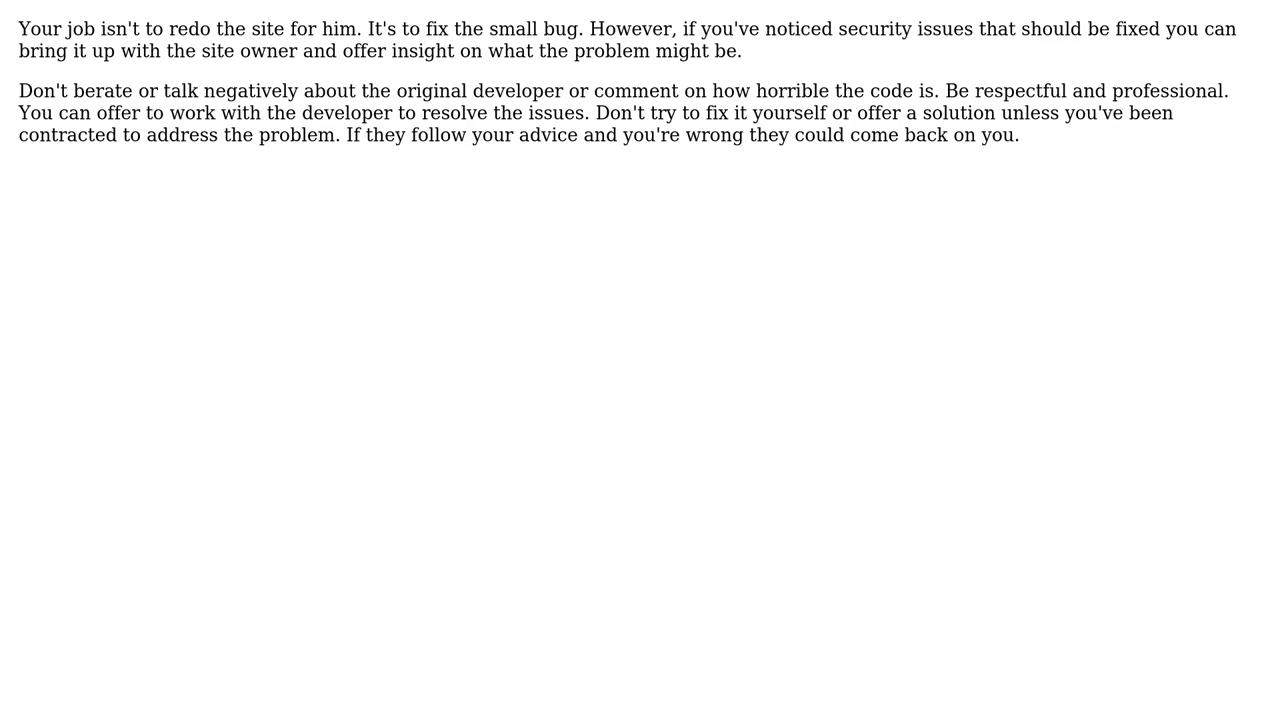 Your job isn't to redo the site for him. It's to fix the small bug. However, if you've noticed security issues that should be fixed you can
bring it up with the site owner and offer insight on what the problem might be.
Don't berate or talk negatively about the original developer or comment on how horrible the code is. Be respectful and professional.
You can offer to work with the developer to resolve the issues. Don't try to fix it yourself or offer a solution unless you've been
contracted to address the problem. If they follow your advice and you're wrong they could come back on you.